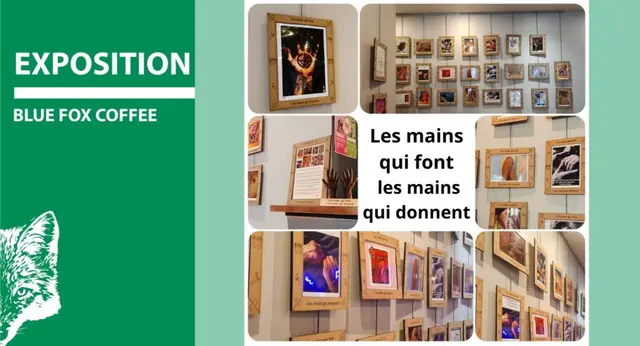 EXPOSITION
BLUE FOX COFFEE
Les mains
qui font
les mains
qui donnent